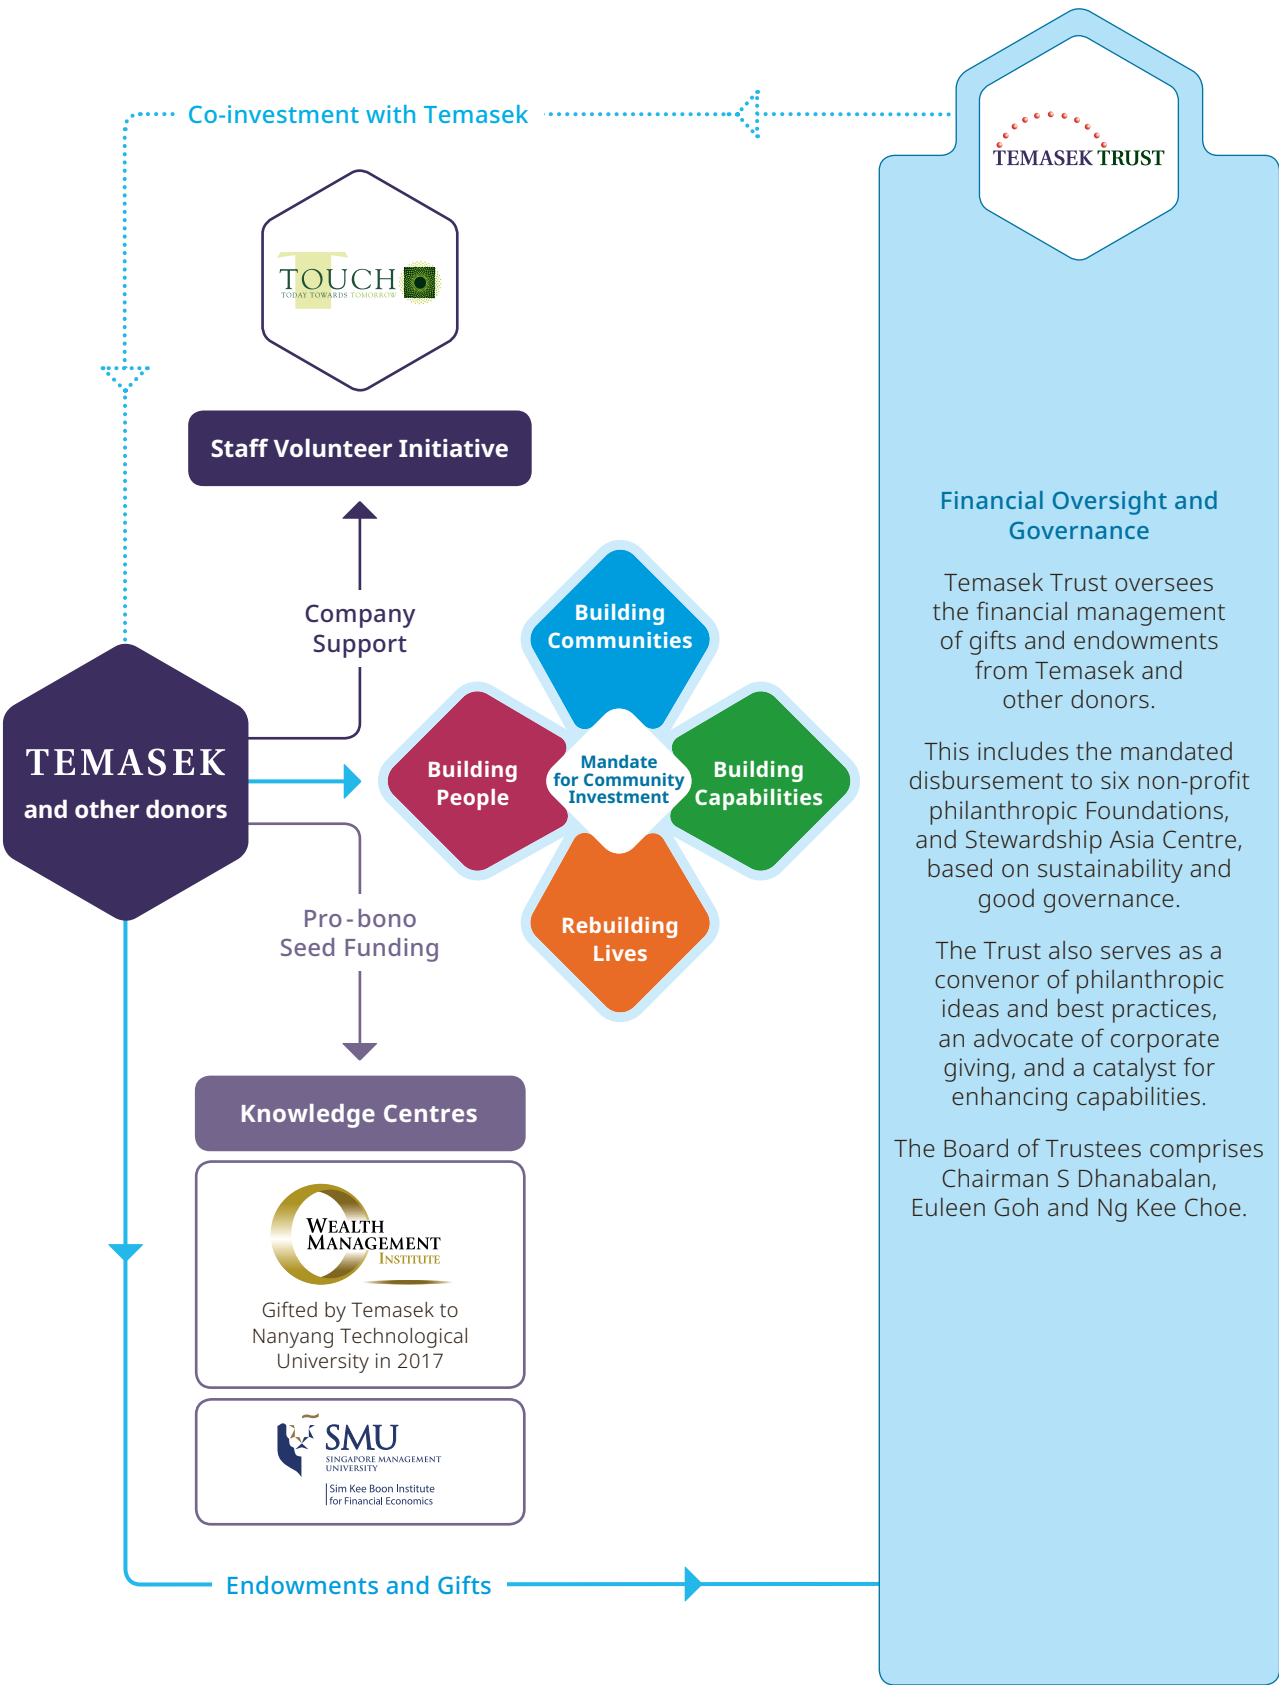 Co-investment with Temasek
TEMASEK TRUST
T
TOUCH
TODAY TOWARDS TOMORROW
Staff Volunteer Initiative
Company
Support
TEMASEK
and other donors
Pro-bono
Seed Funding
Building
Communities
Building
People
Mandate
for Community
Investment
Building
Capabilities
Rebuilding
Lives
Knowledge Centres
WEALTH
MANAGEMENT
INSTITUTE
Gifted by Temasek to
Nanyang Technological
University in 2017
SMU
SINGAPORE MANAGEMENT
UNIVERSITY
Sim Kee Boon Institute
for Financial Economics
Endowments and Gifts
Financial Oversight and
Governance
Temasek Trust oversees
the financial management
of gifts and endowments
from Temasek and
other donors.
This includes the mandated
disbursement to six non-profit
philanthropic Foundations,
and Stewardship Asia Centre,
based on sustainability and
good governance.
The Trust also serves as a
convenor of philanthropic
ideas and best practices,
an advocate of corporate
giving, and a catalyst for
enhancing capabilities.
The Board of Trustees comprises
Chairman S Dhanabalan,
Euleen Goh and Ng Kee Choe.